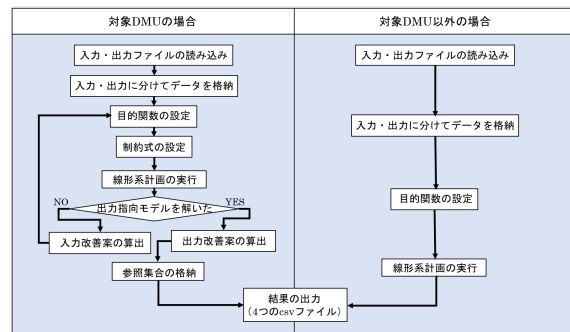 対象DMUの場合
入力・出力ファイルの読み込み
入力・出力に分けてデータを格納
目的関数の設定
制約式の設定
線形系計画の実行
NO
出力指向モデルを解いた
YES
入力改善案の算出
出力改善案の算出
参照集合の格納
対象DMU以外の場合
入力・出力ファイルの読み込み
入力・出力に分けてデータを格納
目的関数の設定
線形系計画の実行
結果の出力
（4つのcsvファイル）